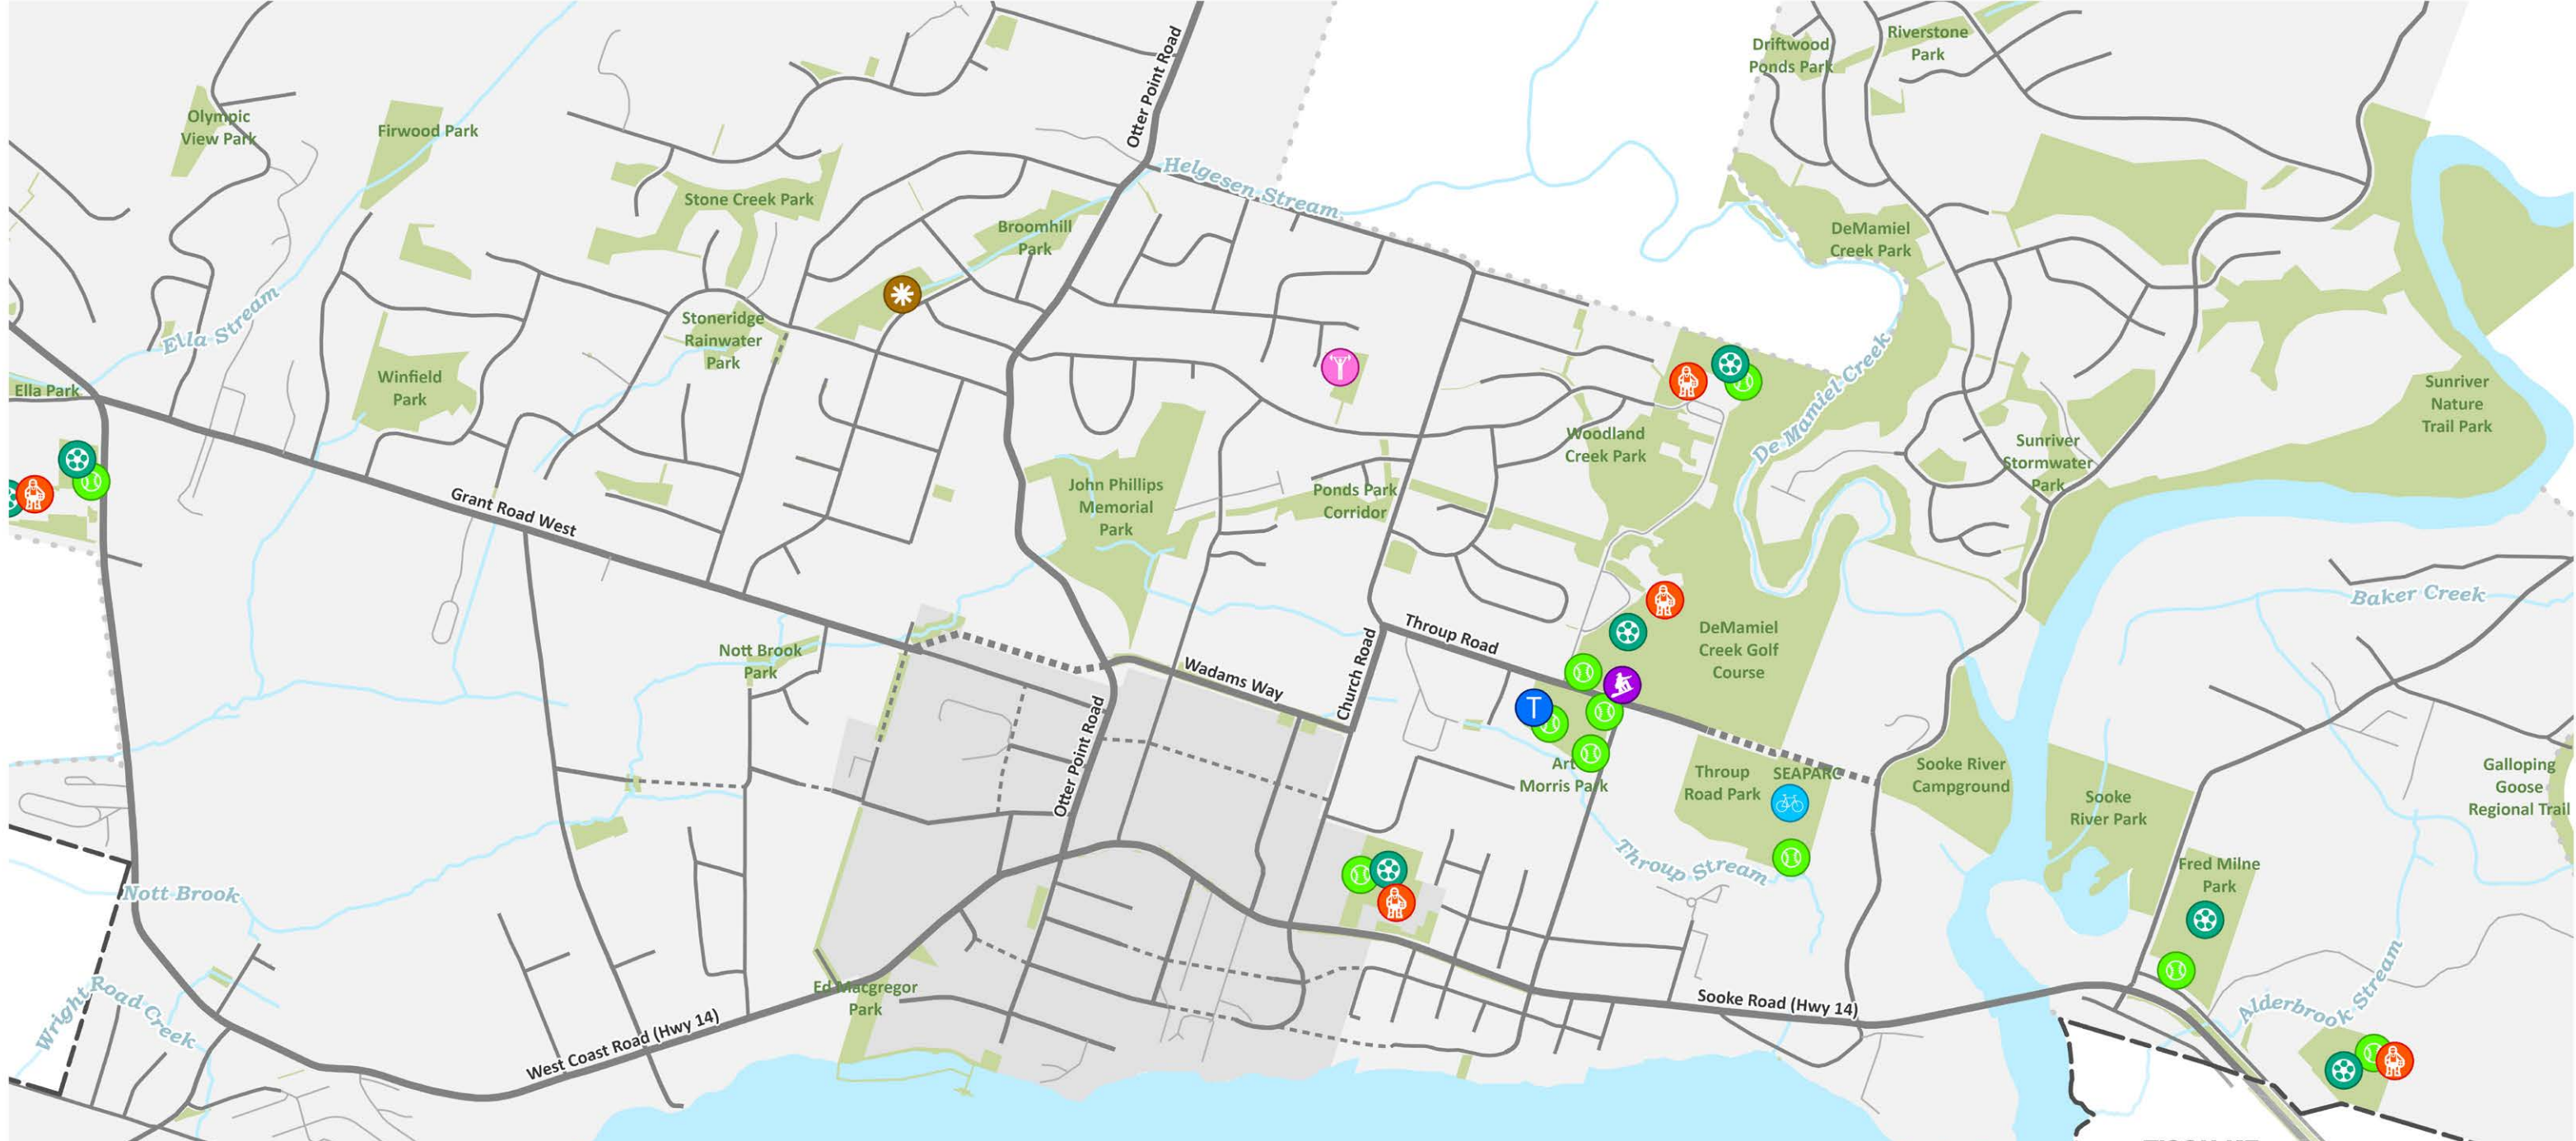 Otter Point Road
Driftwood
Ponds Park
Riverstone
Park
Olympic
View Park
Firwood Park
Helgesen Stream
Stone Creek Park
Broomhill
Park
DeMamiel
Creek Park
Ella Stream
Stoneridge
Rainwater
Park
Winfield
Park
Ella Park
De Mamiel Creek
Sunriver
Nature
Trail Park
Woodland
Creek Park
Sunriver
Stormwater
Park
John Phillips
Memorial
Park
Ponds Park
Corridor
Grant Road West
Baker Creek
Throup Road
DeMamiel
Creek Golf
Course
Nott Brook
Park
Wadams Way
Church Road
T
Otter Point Road
Art
Morris Park
Throup
Road Park
SEAPARC
Sooke River
Campground
Sooke
River Park
Galloping
Goose
Regional Trail
Throup Stream
Fred Milne
Park
Nott Brook
Wright Road Creek
Ed Macgregor
Park
West Coast Road (Hwy 14)
Sooke Road (Hwy 14)
Alderbrook Stream